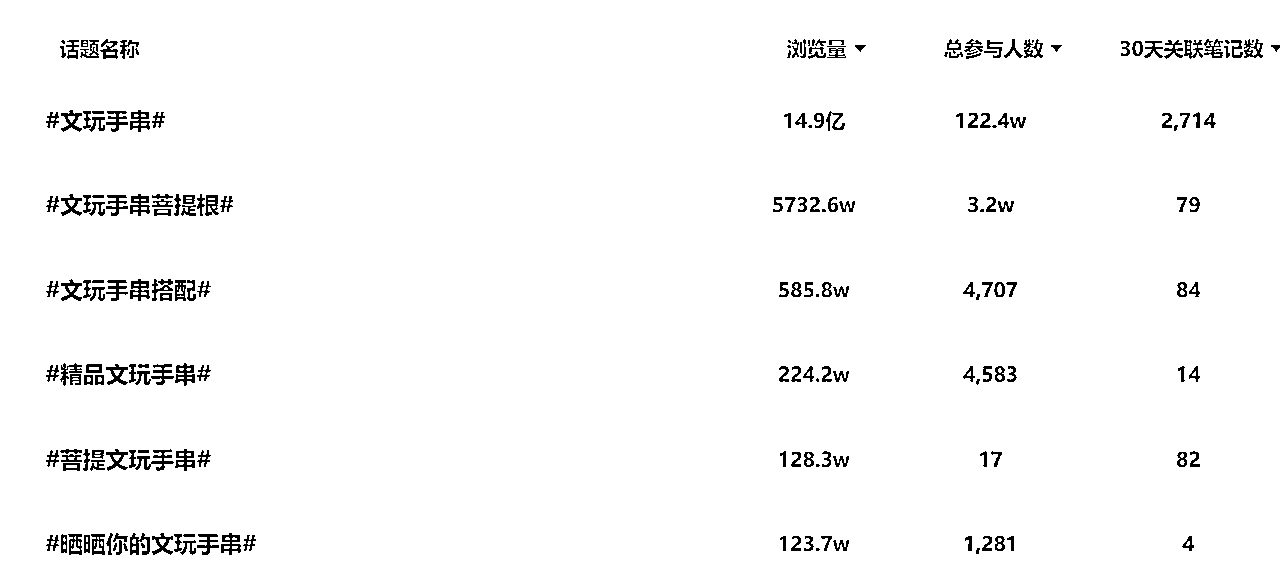 话题名称 浏览量 总参与人数 30天关联笔记数
#文玩手串# 14.9亿 122.4w 2,714
#文玩手串菩提根# 5732.6w 3.2w 79
#文玩手串搭配# 585.8w 4,707 84
#精品文玩手串# 224.2w 4,583 14
#菩提文玩手串# 128.3w 17 82
#晒晒你的文玩手串# 123.7w 1,281 4